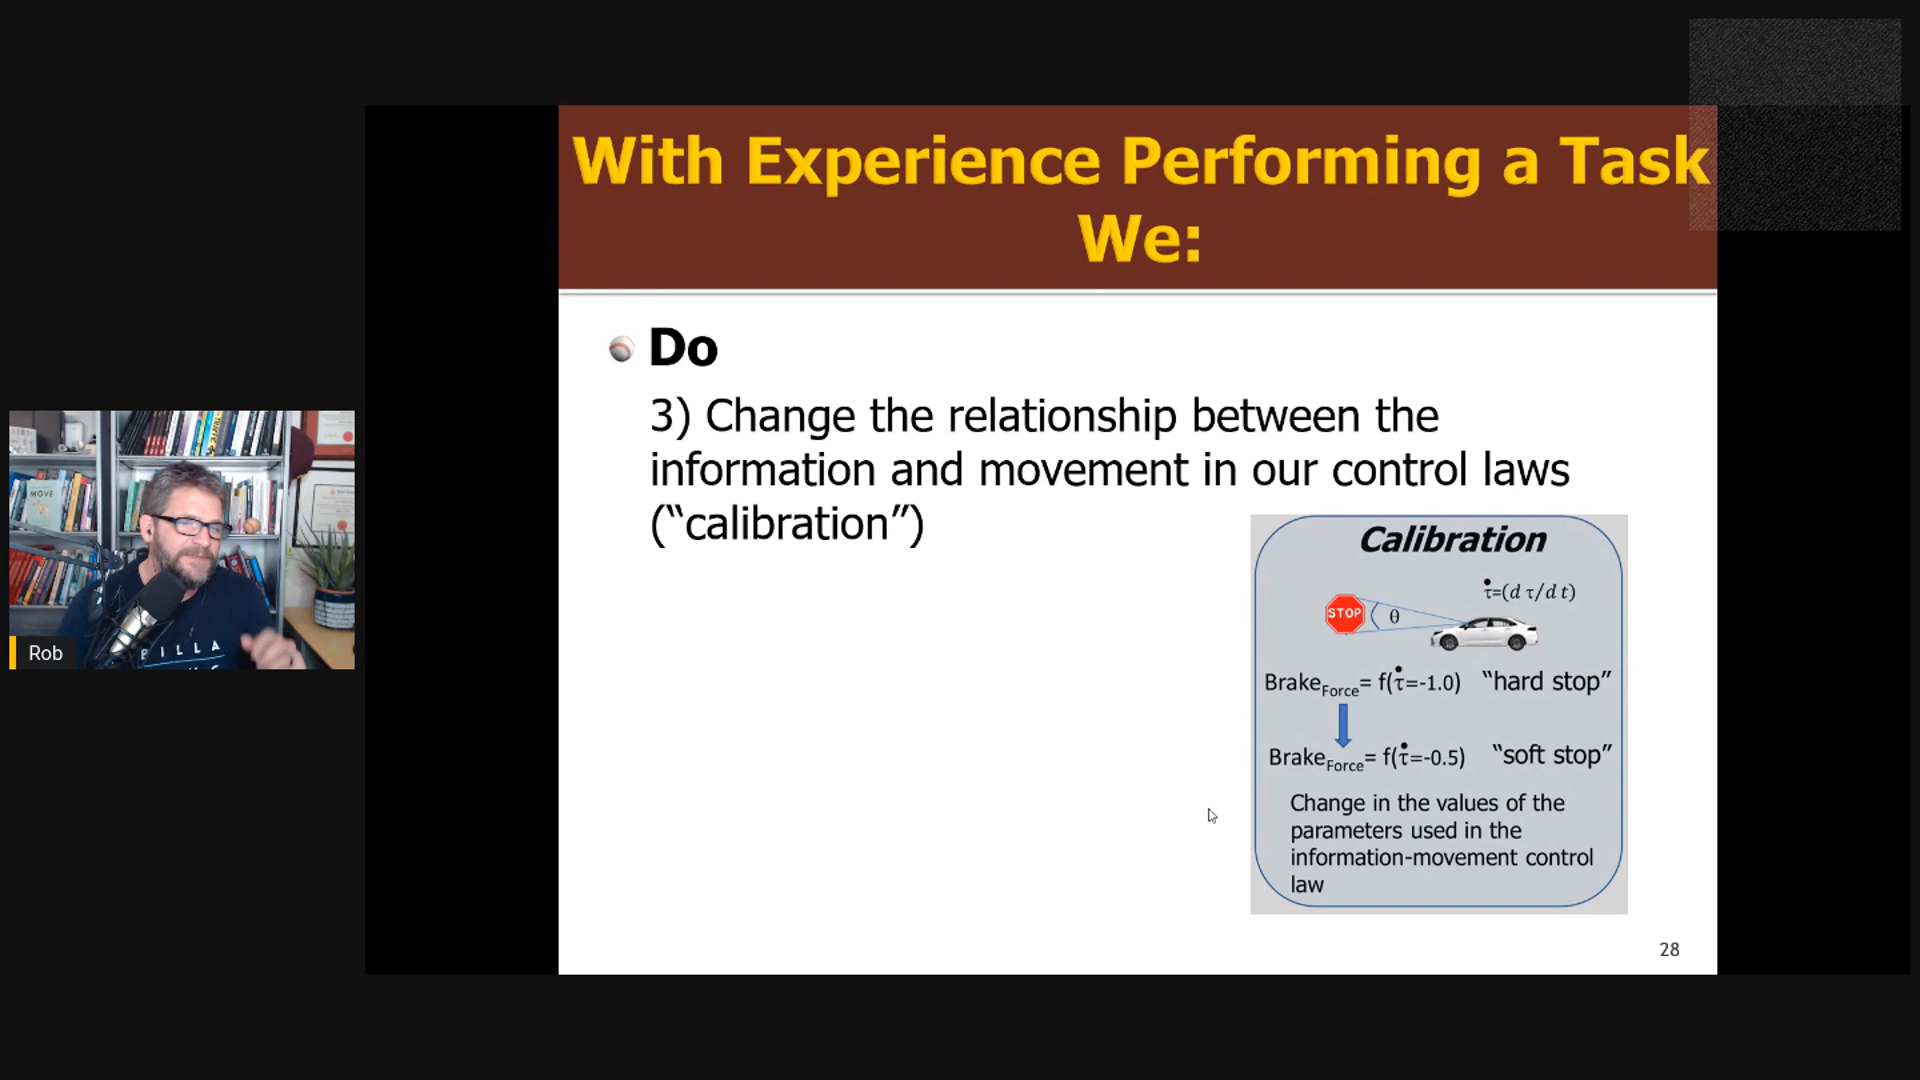 With Experience Performing a Task
We:
Do
3) Change the relationship between the
information and movement in our control laws
(“calibration”)
Calibration
τ̇=(d τ/d t)
STOP
θ
BrakeForce= f(τ̇=-1.0) “hard stop”
BrakeForce= f(τ̇=-0.5) “soft stop”
Change in the values of the
parameters used in the
information-movement control
law
28
MOVE
BILLA
Rob